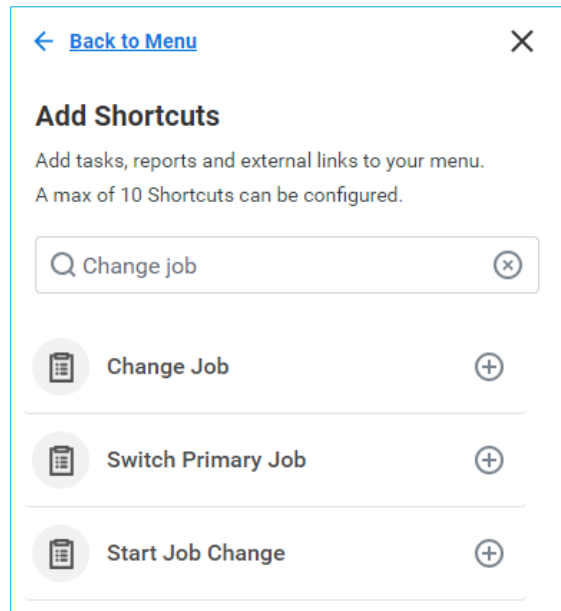 Back to Menu
Add Shortcuts
Add tasks, reports and external links to your menu.
A max of 10 Shortcuts can be configured.
Change job
Change Job
Switch Primary Job
Start Job Change